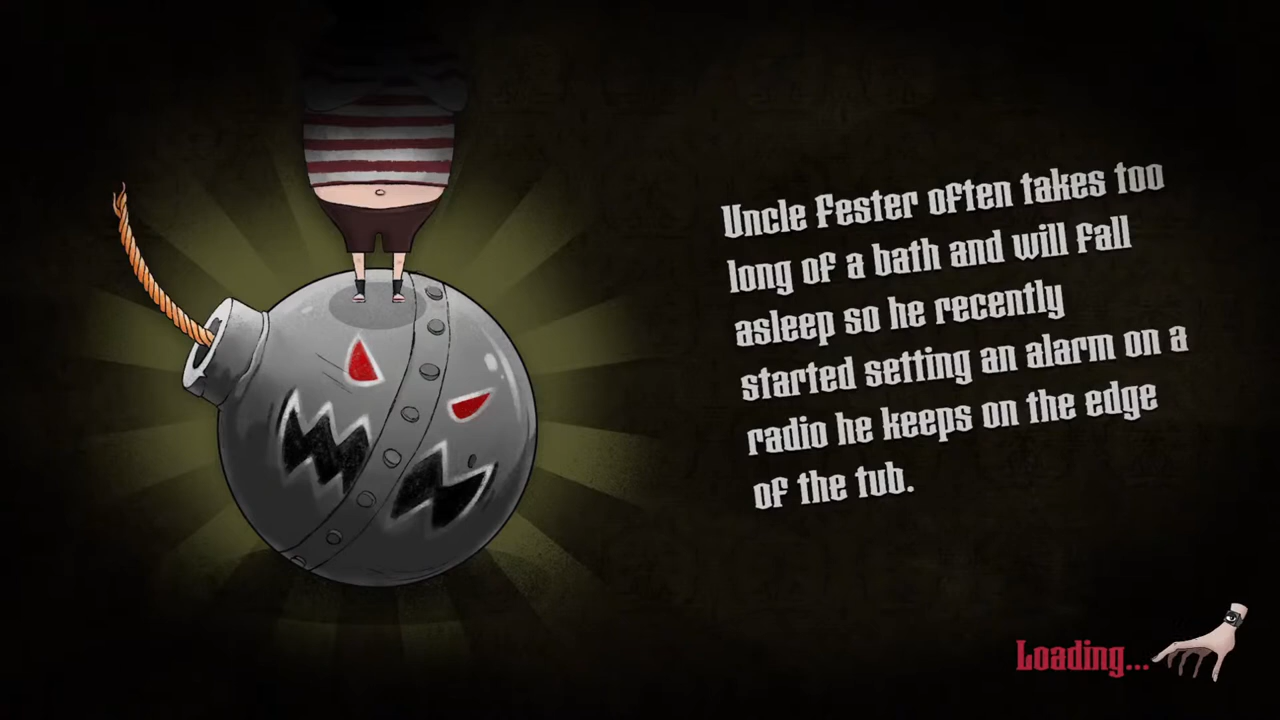 Uncle Fester often takes too
long of a bath and will fall
asleep so he recently
started setting an alarm on a
radio he keeps on the edge
of the tub.
Loading...